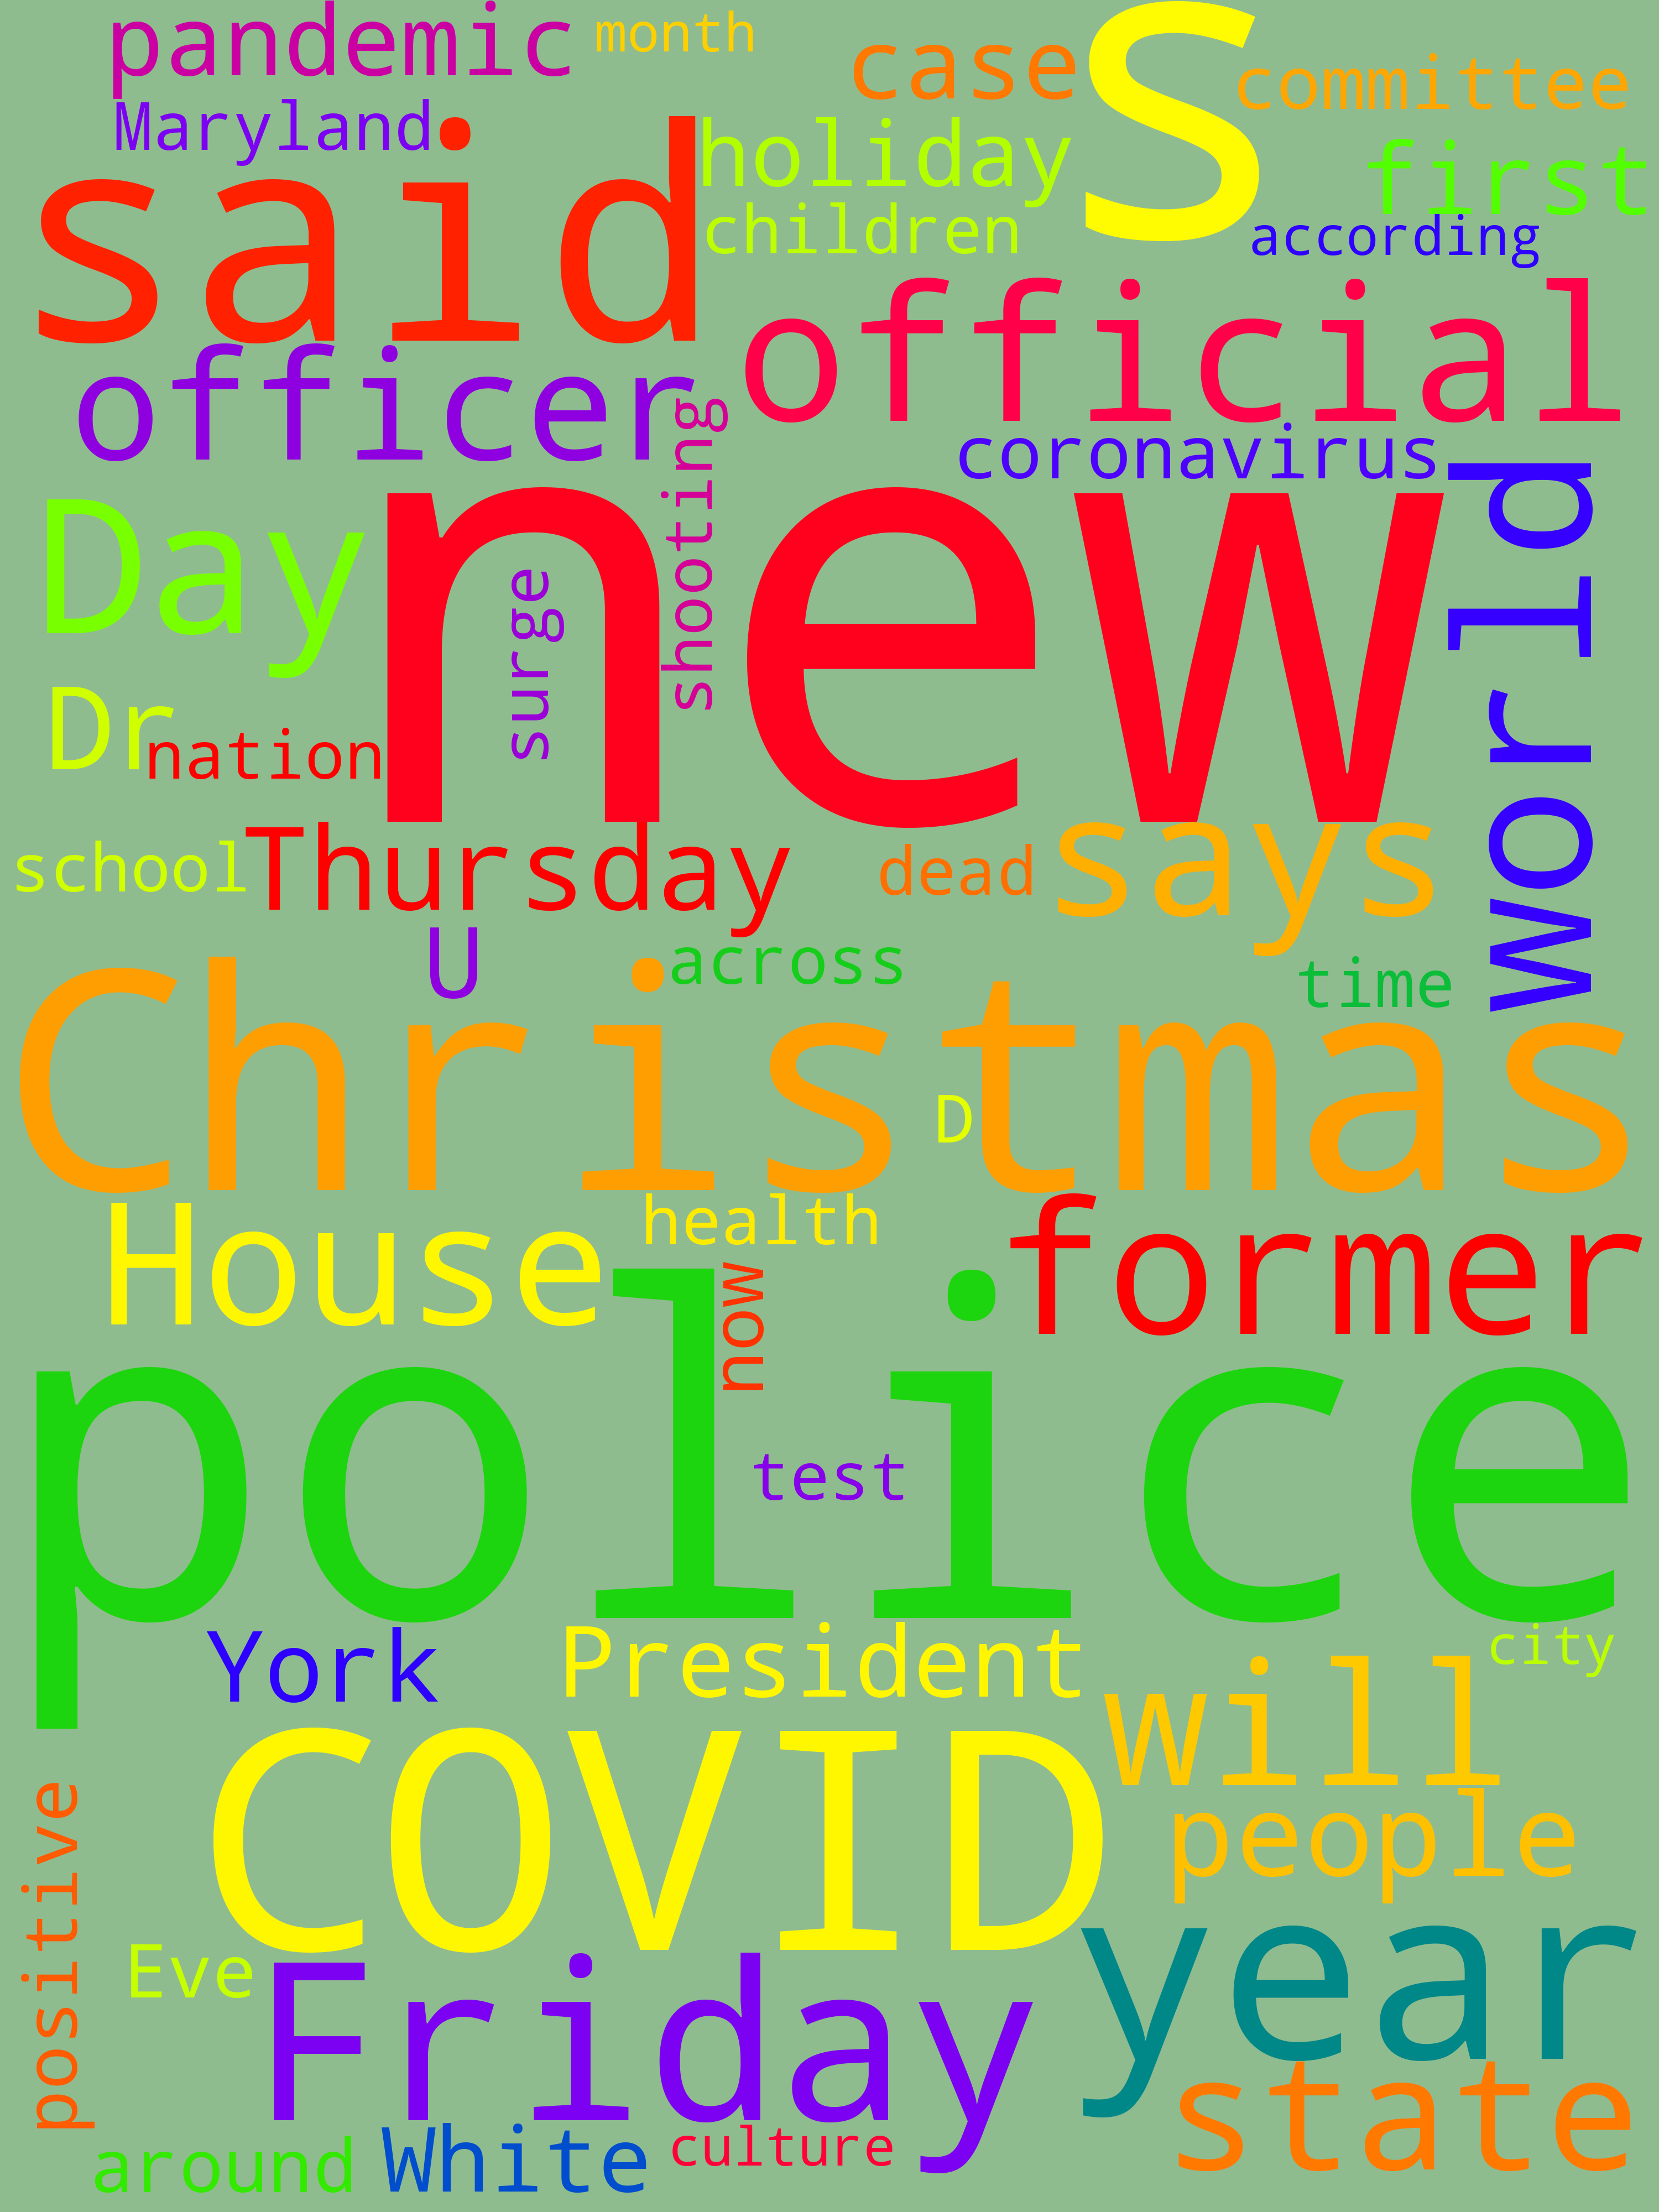 pandemic
month
case
S
committee
Maryland
said
holiday
first
children
according
official
officer
shooting
coronavirus
world
Day
new
surge
Dr
nation
school
Thursday
dead
says
U
across
time
Christmas
D
House
health
former
now
police
test
York
President
city
will
COVID
people
positive
year
Eve
Friday
state
around
White
culture